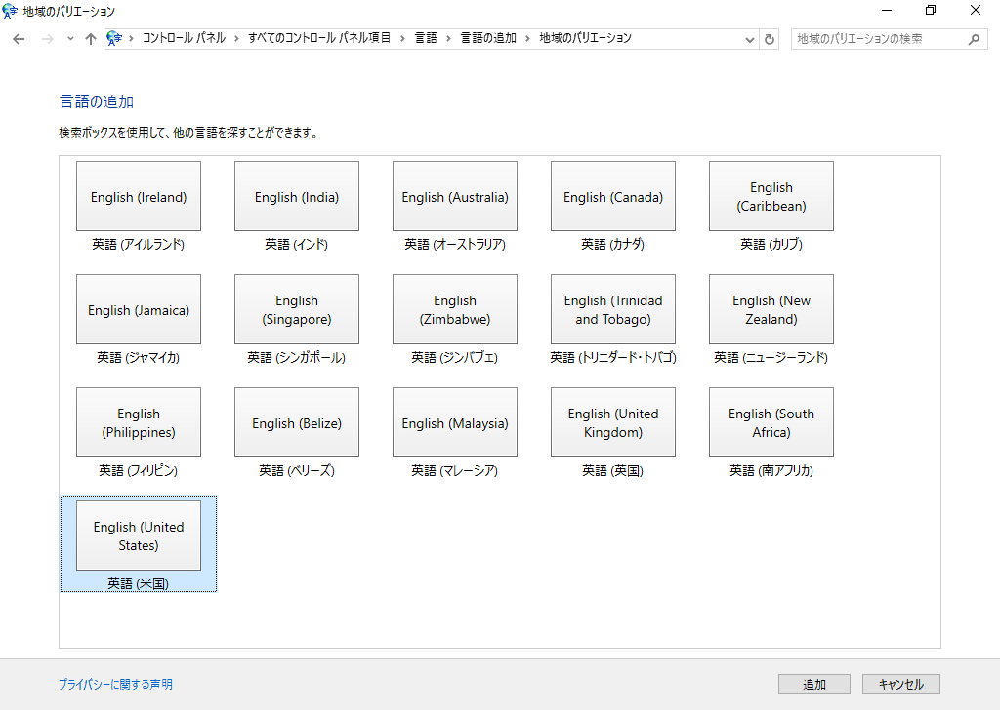 地域のバリエーション
コントロール パネル › すべてのコントロール パネル項目 › 言語 › 言語の追加 › 地域のバリエーション
地域のバリエーションの検索
言語の追加
検索ボックスを使用して、他の言語を探すことができます。
English (Ireland)
英語 (アイルランド)
English (India)
英語 (インド)
English (Australia)
英語 (オーストラリア)
English (Canada)
英語 (カナダ)
English
(Caribbean)
英語 (カリブ)
English (Jamaica)
英語 (ジャマイカ)
English
(Singapore)
英語 (シンガポール)
English
(Zimbabwe)
英語 (ジンバブエ)
English (Trinidad
and Tobago)
英語 (トリニダード・トバゴ)
English (New
Zealand)
英語 (ニュージーランド)
English
(Philippines)
英語 (フィリピン)
English (Belize)
英語 (ベリーズ)
English (Malaysia)
英語 (マレーシア)
English (United
Kingdom)
英語 (英国)
English (South
Africa)
英語 (南アフリカ)
English (United
States)
英語 (米国)
プライバシーに関する声明
追加
キャンセル